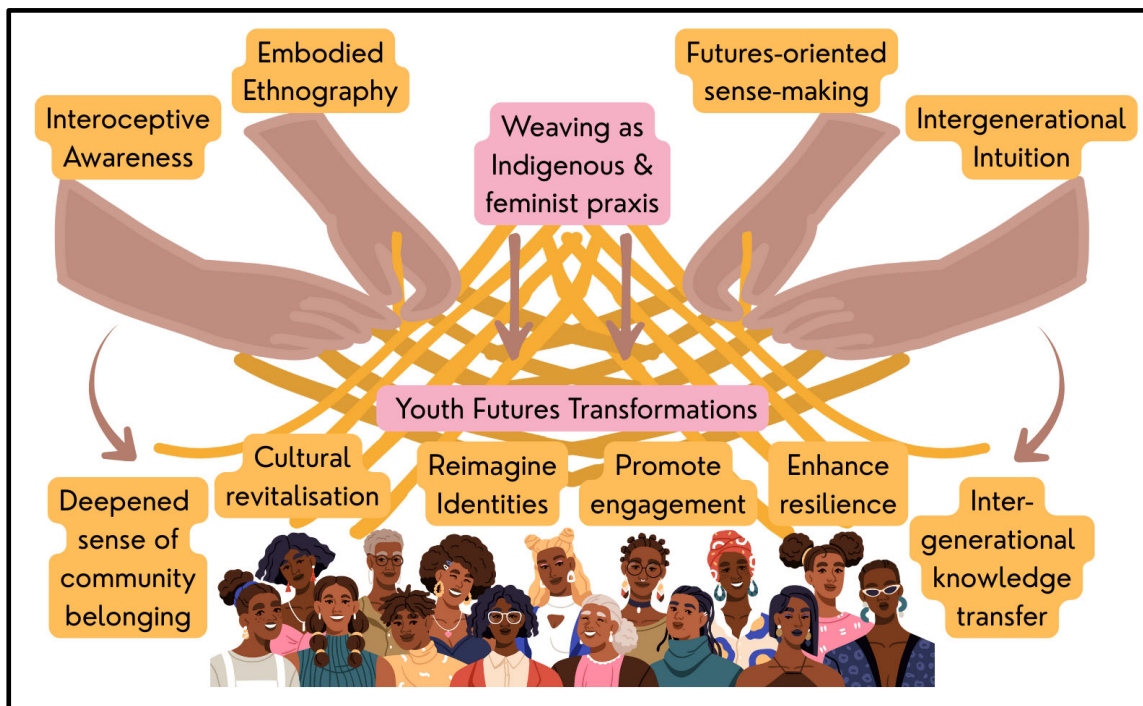 Embodied
Ethnography
Futures-oriented
sense-making
Interoceptive
Awareness
Weaving as
Indigenous &
feminist praxis
Intergenerational
Intuition
Youth Futures Transformations
Cultural
revitalisation
Reimagine
Identities
Promote
engagement
Enhance
resilience
Deepened
sense of
community
belonging
Inter-
generational
knowledge
transfer